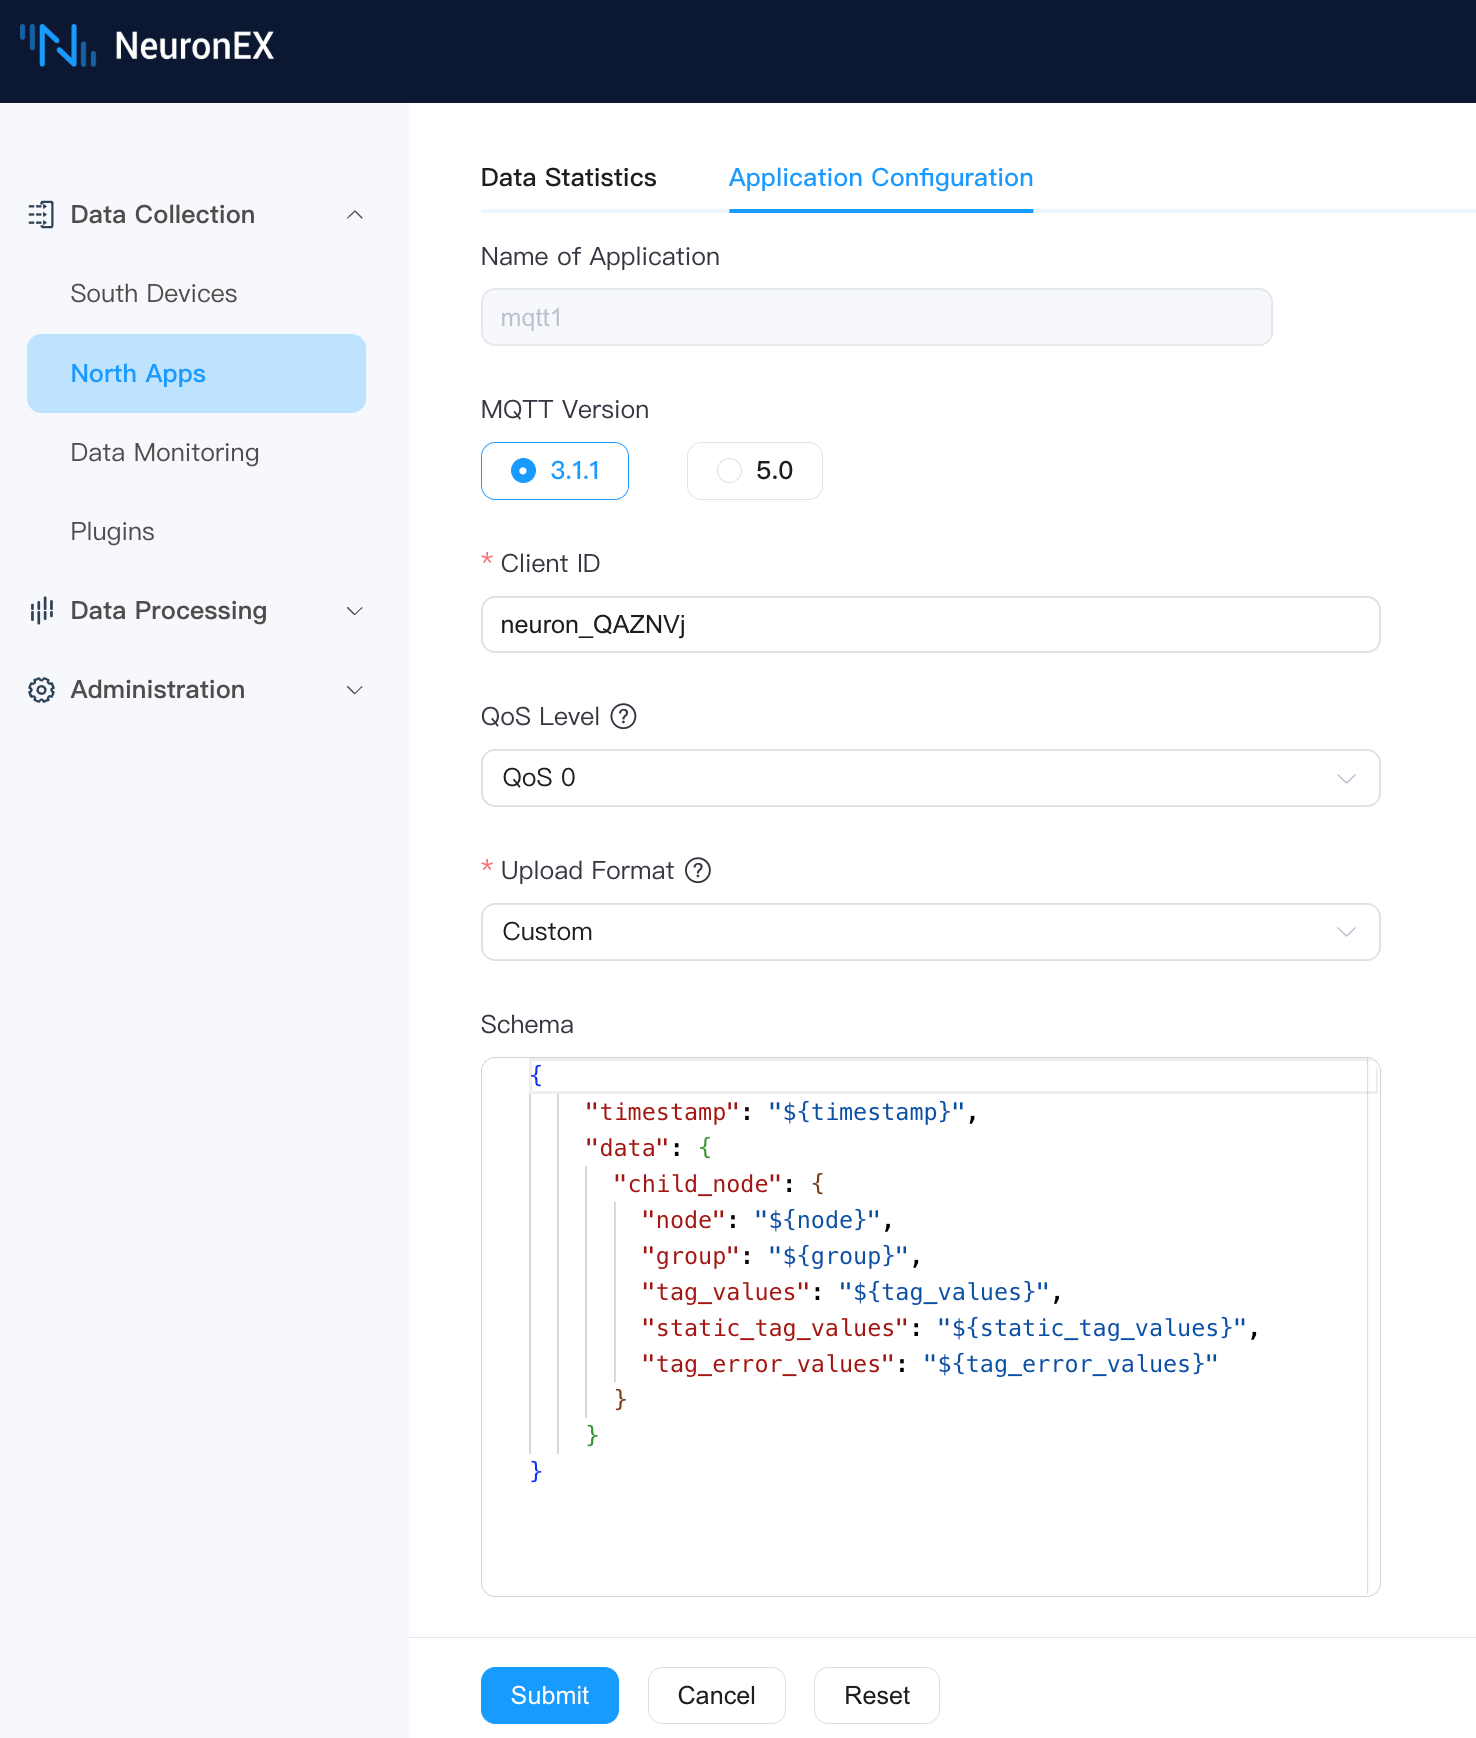 NeuronEX
Data Collection
South Devices
North Apps
Data Monitoring
Plugins
Data Processing
Administration
Data Statistics
Application Configuration
Name of Application
mqtt1
MQTT Version
3.1.1
5.0
* Client ID
neuron_QAZNVj
QoS Level ?
QoS 0
* Upload Format ?
Custom
Schema
{
    "timestamp": "${timestamp}",
    "data": {
      "child_node": {
        "node": "${node}",
        "group": "${group}",
        "tag_values": "${tag_values}",
        "static_tag_values": "${static_tag_values}",
        "tag_error_values": "${tag_error_values}"
      }
    }
}
Submit
Cancel
Reset